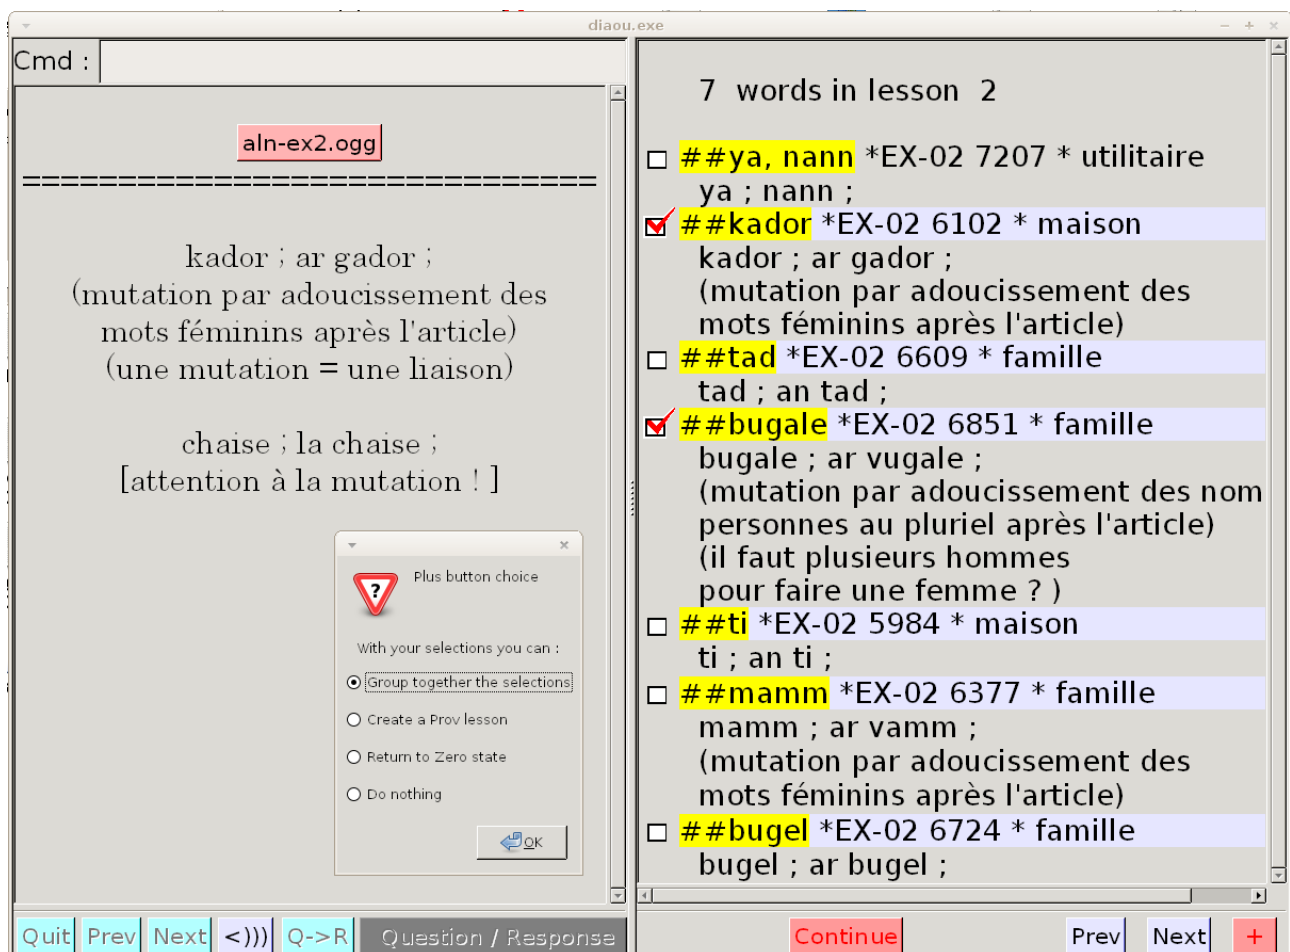 diaou.exe
Cmd :
aln-ex2.ogg
==============================
kador ; ar gador ;
(mutation par adoucissement des
mots féminins après l'article)
(une mutation = une liaison)
chaise ; la chaise ;
[attention à la mutation ! ]
Plus button choice
With your selections you can :
Group together the selections
Create a Prov lesson
Return to Zero state
Do nothing
OK
Quit Prev Next <))) Q->R Question / Response
7 words in lesson 2
##ya, nann *EX-02 7207 * utilitaire
ya ; nann ;
##kador *EX-02 6102 * maison
kador ; ar gador ;
(mutation par adoucissement des
mots féminins après l'article)
##tad *EX-02 6609 * famille
tad ; an tad ;
##bugale *EX-02 6851 * famille
bugale ; ar vugale ;
(mutation par adoucissement des nom
personnes au pluriel après l'article)
(il faut plusieurs hommes
pour faire une femme ? )
##ti *EX-02 5984 * maison
ti ; an ti ;
##mamm *EX-02 6377 * famille
mamm ; ar vamm ;
(mutation par adoucissement des
mots féminins après l'article)
##bugel *EX-02 6724 * famille
bugel ; ar bugel ;
Continue Prev Next +